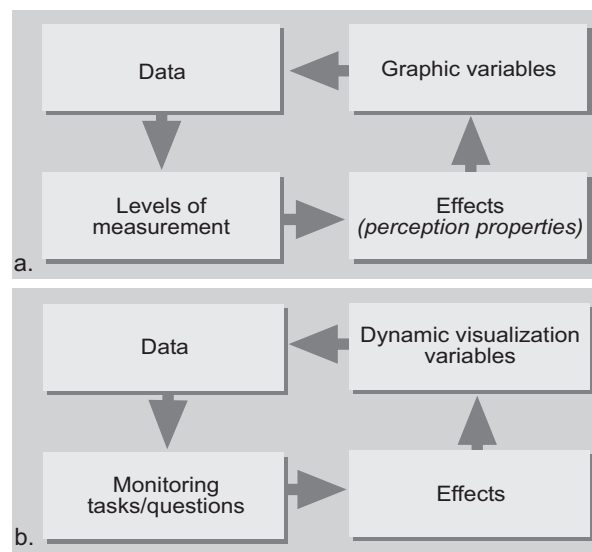 Data
Graphic variables
Levels of
measurement
Effects
(perception properties)
a.
Data
Dynamic visualization
variables
Monitoring
tasks/questions
Effects
b.